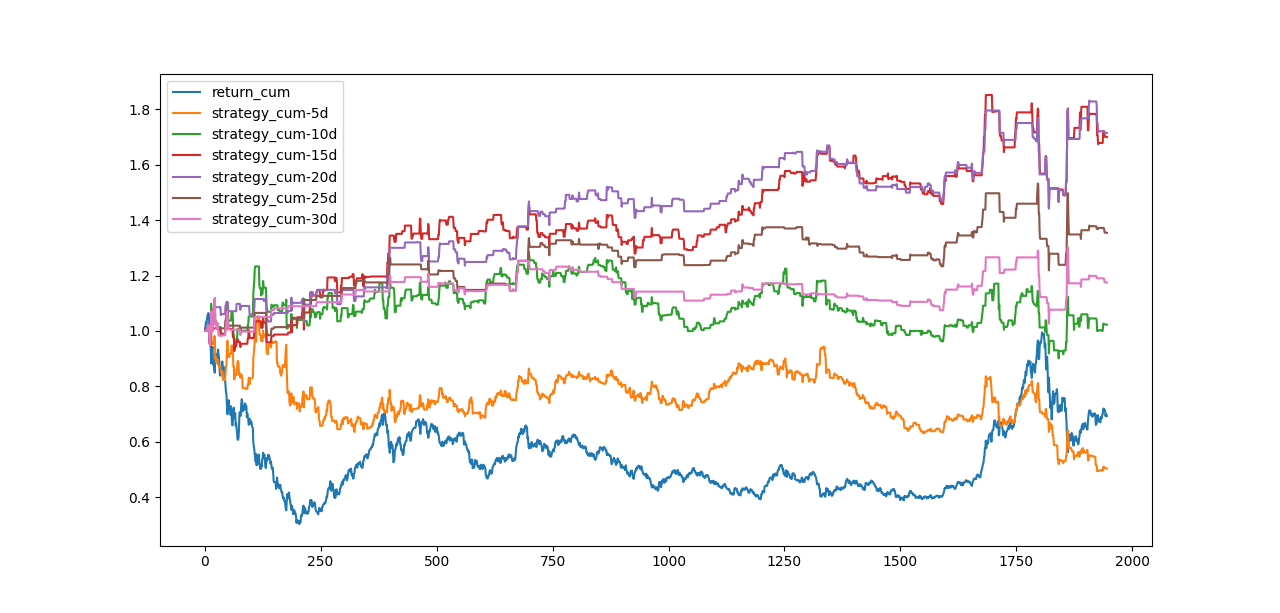 return_cum
strategy_cum-5d
strategy_cum-10d
strategy_cum-15d
strategy_cum-20d
strategy_cum-25d
strategy_cum-30d
1.8
1.6
1.4
1.2
1.0
0.8
0.6
0.4
0 250 500 750 1000 1250 1500 1750 2000